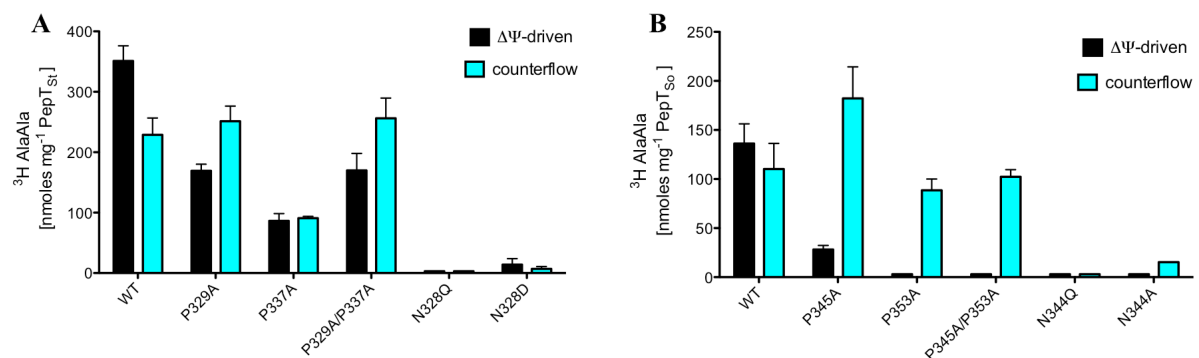 A
ΔΨ-driven
counterflow
³H AlaAla
[nmoles mg⁻¹ PepT_St]
400
300
200
100
0
WT
P329A
P337A
P329A/P337A
N328Q
N328D
B
ΔΨ-driven
counterflow
³H AlaAla
[nmoles mg⁻¹ PepT_So]
250
200
150
100
50
0
WT
P345A
P353A
P345A/P353A
N344Q
N344A